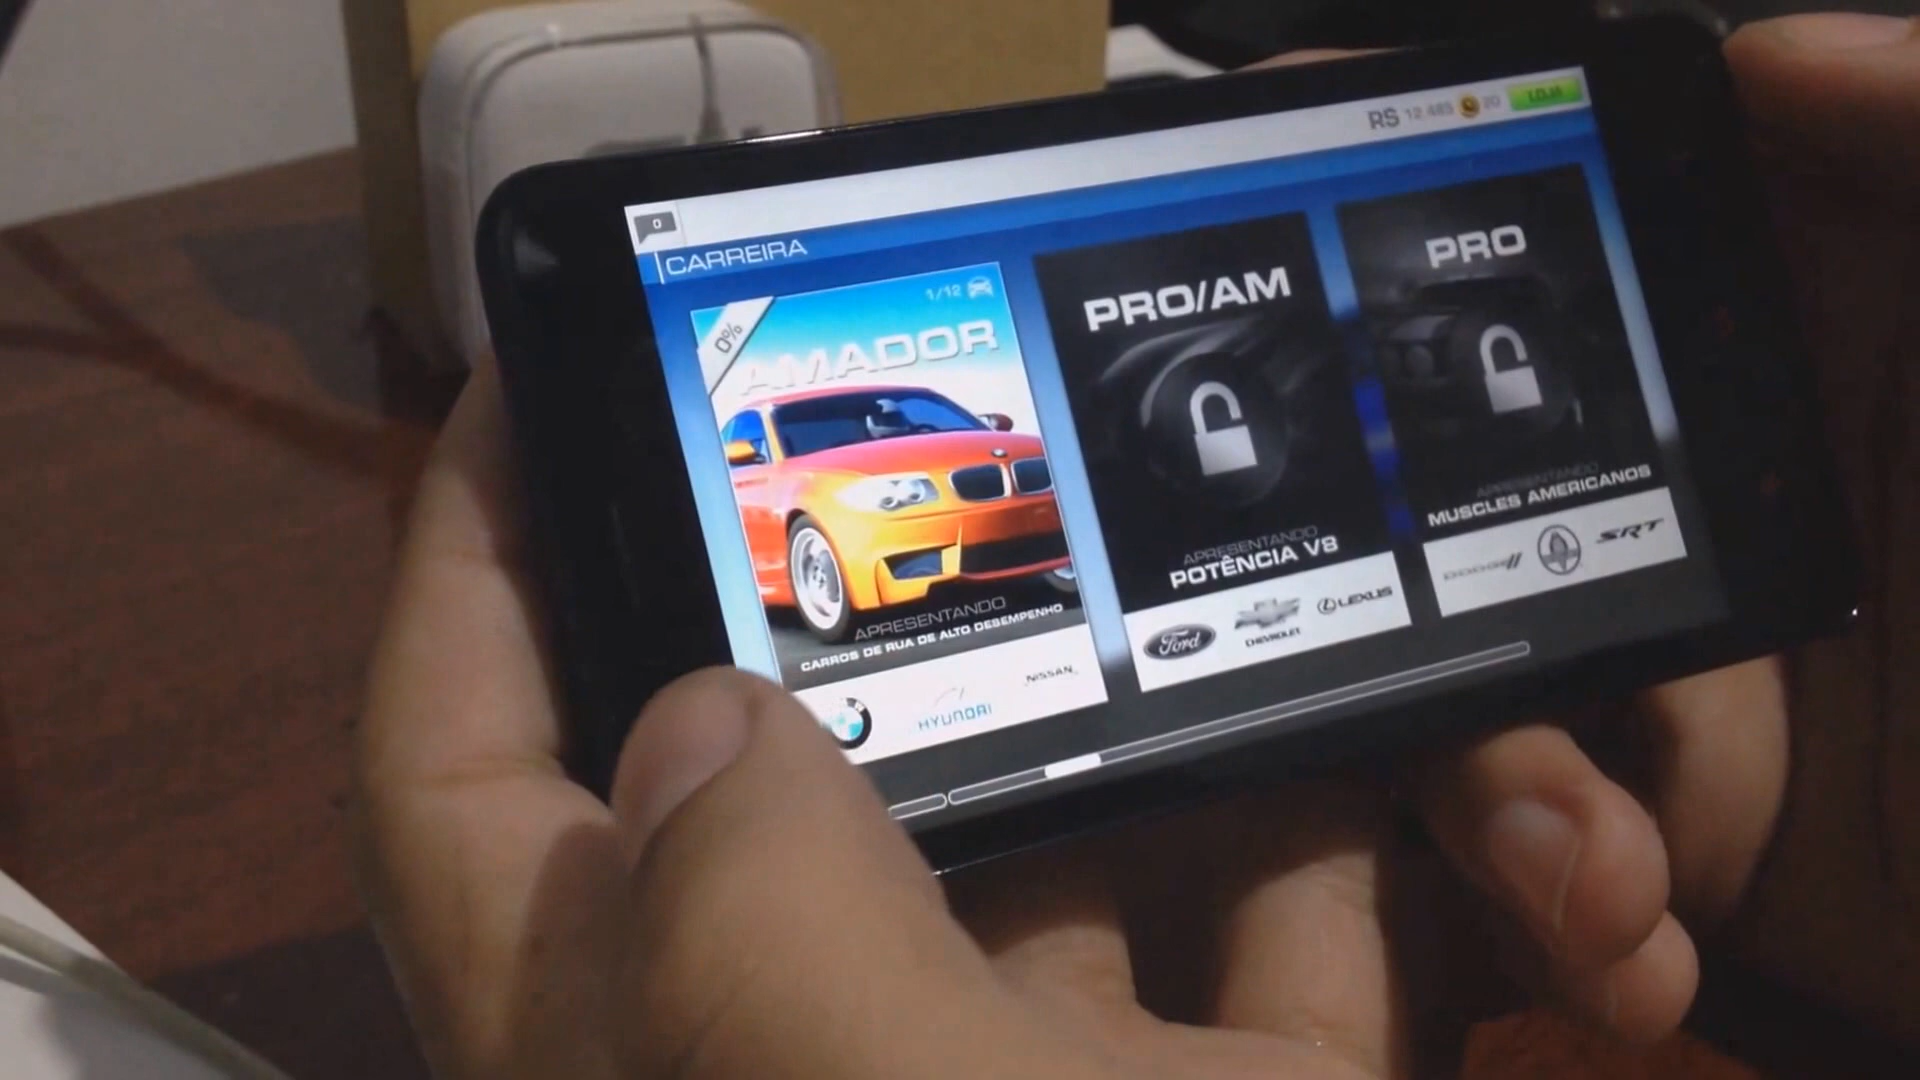 R$ 12.485 20 LOJA
0
CARREIRA
0%
1/12
AMADOR
APRESENTANDO
CARROS DE RUA DE ALTO DESEMPENHO
BMW
HYUNDAI
NISSAN
PRO/AM
APRESENTANDO
POTÊNCIA V8
Ford
CHEVROLET
LEXUS
PRO
APRESENTANDO
MUSCLES AMERICANOS
DODGE
SRT